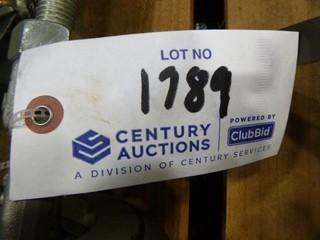 LOT NO
1789
CENTURY
AUCTIONS
POWERED BY
ClubBid
A DIVISION OF CENTURY SERVICES